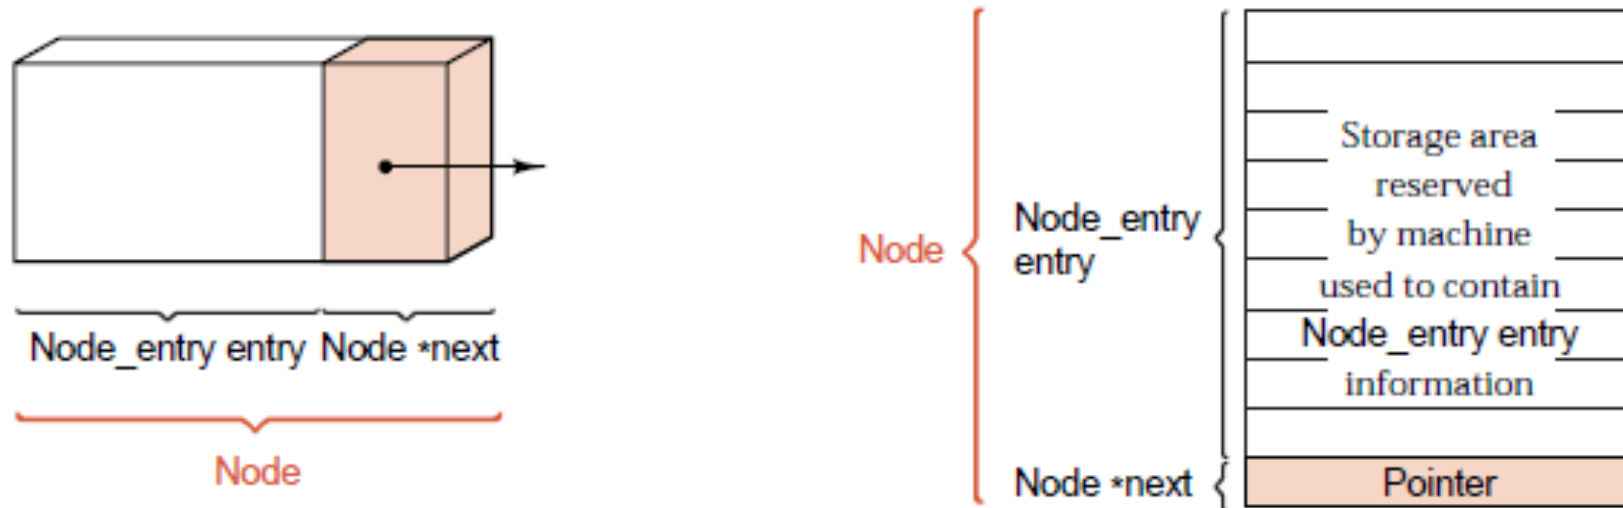 Node_entry entry Node *next
Node
Node
Node_entry
entry
Storage area
reserved
by machine
used to contain
Node_entry entry
information
Node *next
Pointer